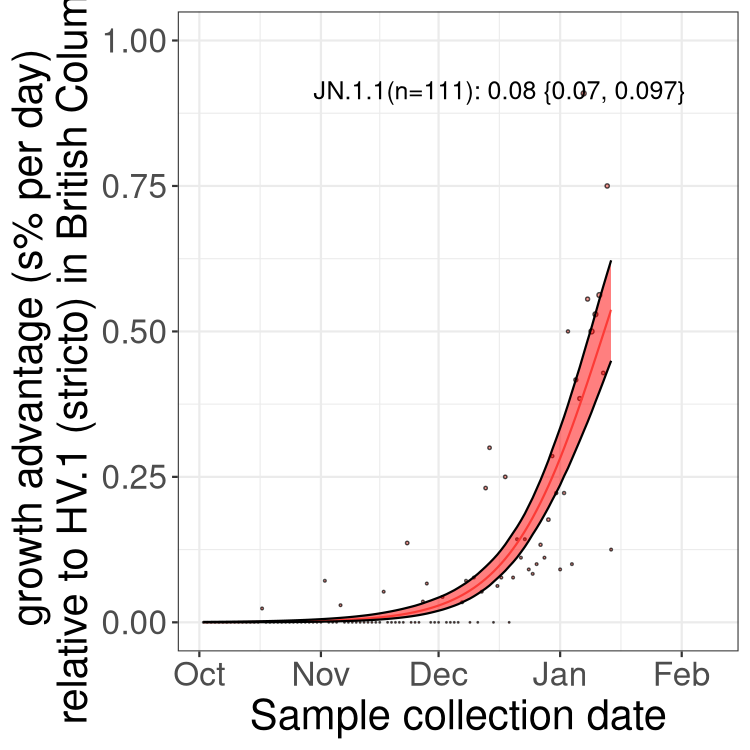 growth advantage (s% per day)
relative to HV.1 (stricto) in British Colum
1.00
JN.1.1(n=111): 0.08 {0.07, 0.097}
0.75
0.50
0.25
0.00
Oct Nov Dec Jan Feb
Sample collection date